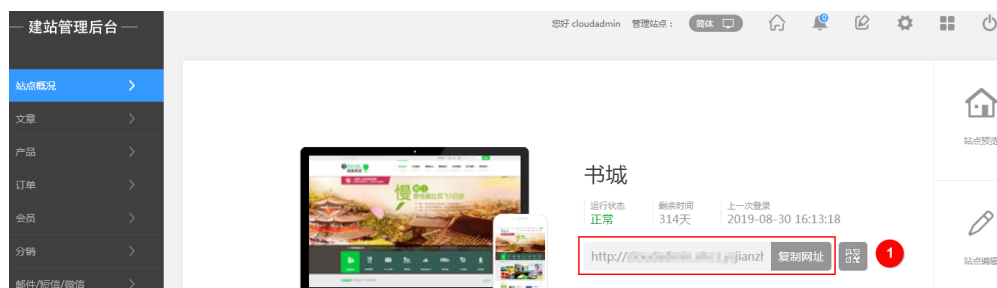 建站管理后台
您好 cloudadmin 管理站点： 简体
站点概况
文章
产品
订单
会员
分销
邮件/短信/微信
书城
运行状态 剩余时间 上一次登录
正常 314天 2019-08-30 16:13:18
http:// jianzh 复制网址 1
站点预览
站点编辑